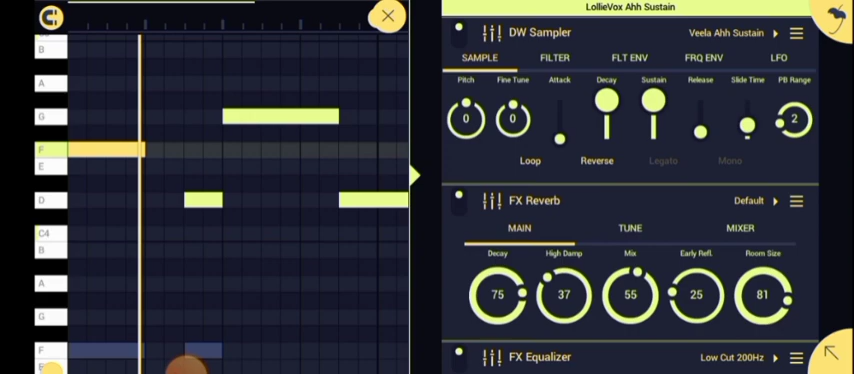 LollieVox Ahh Sustain
DW Sampler
Veela Ahh Sustain
SAMPLE FILTER FLT ENV FRQ ENV LFO
Pitch Fine Tune Attack Decay Sustain Release Slide Time PB Range
0 0 2
Loop Reverse Legato Mono
FX Reverb
Default
MAIN TUNE MIXER
Decay High Damp Mix Early Refl. Room Size
75 37 55 25 81
FX Equalizer
Low Cut 200Hz
B
A
G
F
E
D
C4
B
A
G
F